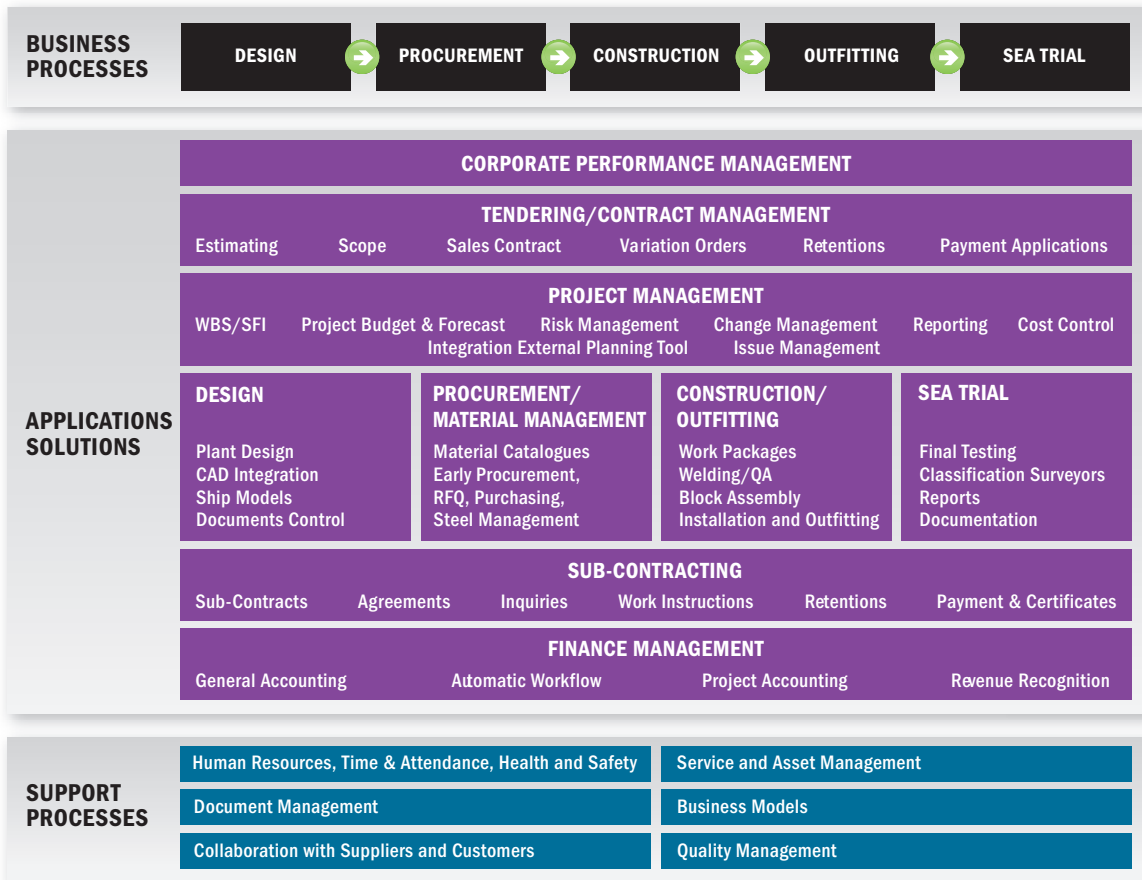 BUSINESS
PROCESSES
DESIGN
PROCUREMENT
CONSTRUCTION
OUTFITTING
SEA TRIAL
APPLICATIONS
SOLUTIONS
CORPORATE PERFORMANCE MANAGEMENT
TENDERING/CONTRACT MANAGEMENT
Estimating Scope Sales Contract Variation Orders Retentions Payment Applications
PROJECT MANAGEMENT
WBS/SFI Project Budget & Forecast Risk Management Change Management Reporting Cost Control
Integration External Planning Tool Issue Management
DESIGN
Plant Design
CAD Integration
Ship Models
Documents Control
PROCUREMENT/
MATERIAL MANAGEMENT
Material Catalogues
Early Procurement,
RFQ, Purchasing,
Steel Management
CONSTRUCTION/
OUTFITTING
Work Packages
Welding/QA
Block Assembly
Installation and Outfitting
SEA TRIAL
Final Testing
Classification Surveyors
Reports
Documentation
SUB-CONTRACTING
Sub-Contracts Agreements Inquiries Work Instructions Retentions Payment & Certificates
FINANCE MANAGEMENT
General Accounting Automatic Workflow Project Accounting Revenue Recognition
SUPPORT
PROCESSES
Human Resources, Time & Attendance, Health and Safety
Service and Asset Management
Document Management
Business Models
Collaboration with Suppliers and Customers
Quality Management